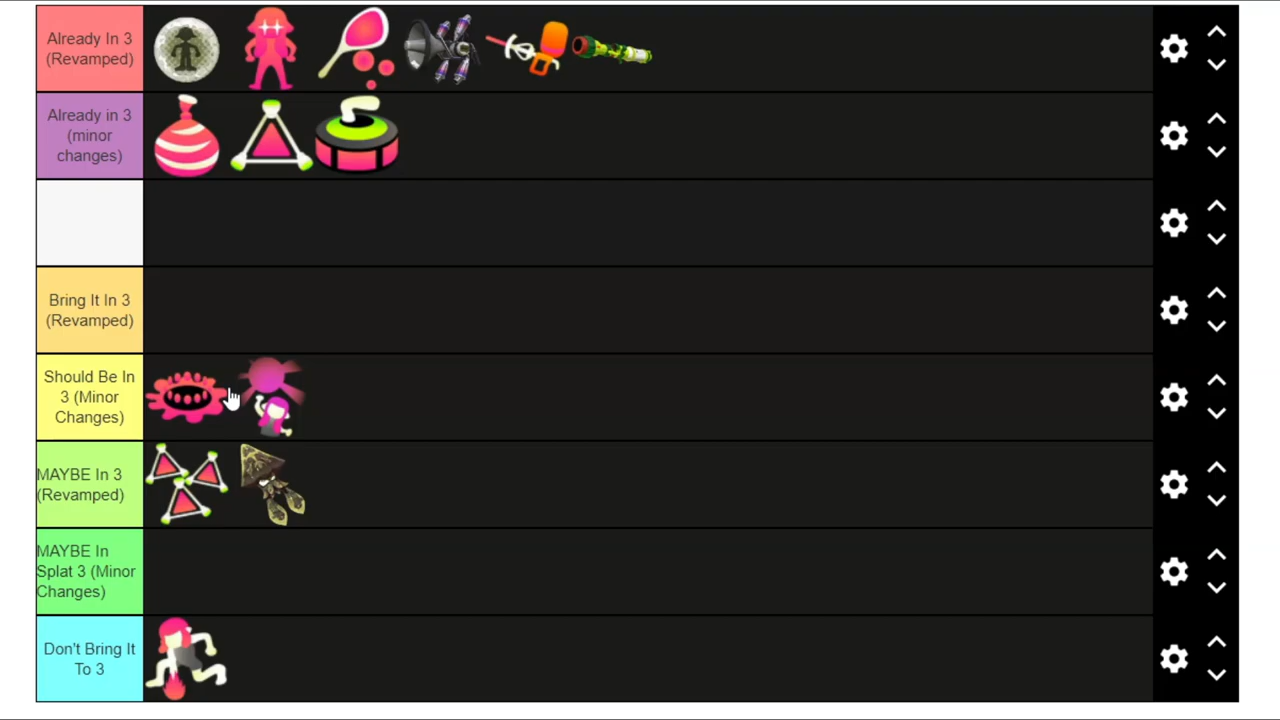 Already In 3
(Revamped)
Already in 3
(minor
changes)
Bring It In 3
(Revamped)
Should Be In
3 (Minor
Changes)
MAYBE In 3
(Revamped)
MAYBE In
Splat 3 (Minor
Changes)
Don't Bring It
To 3